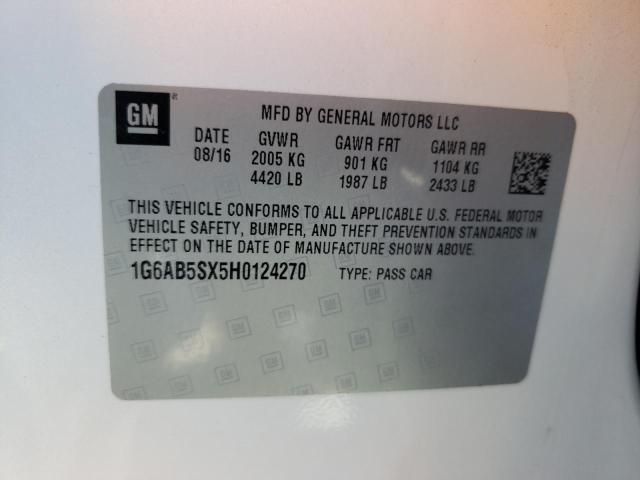 GM
MFD BY GENERAL MOTORS LLC
DATE GVWR GAWR FRT GAWR RR
08/16 2005 KG 901 KG 1104 KG
4420 LB 1987 LB 2433 LB
THIS VEHICLE CONFORMS TO ALL APPLICABLE U.S. FEDERAL MOTOR
VEHICLE SAFETY, BUMPER, AND THEFT PREVENTION STANDARDS IN
EFFECT ON THE DATE OF MANUFACTURE SHOWN ABOVE.
1G6AB5SX5H0124270 TYPE: PASS CAR